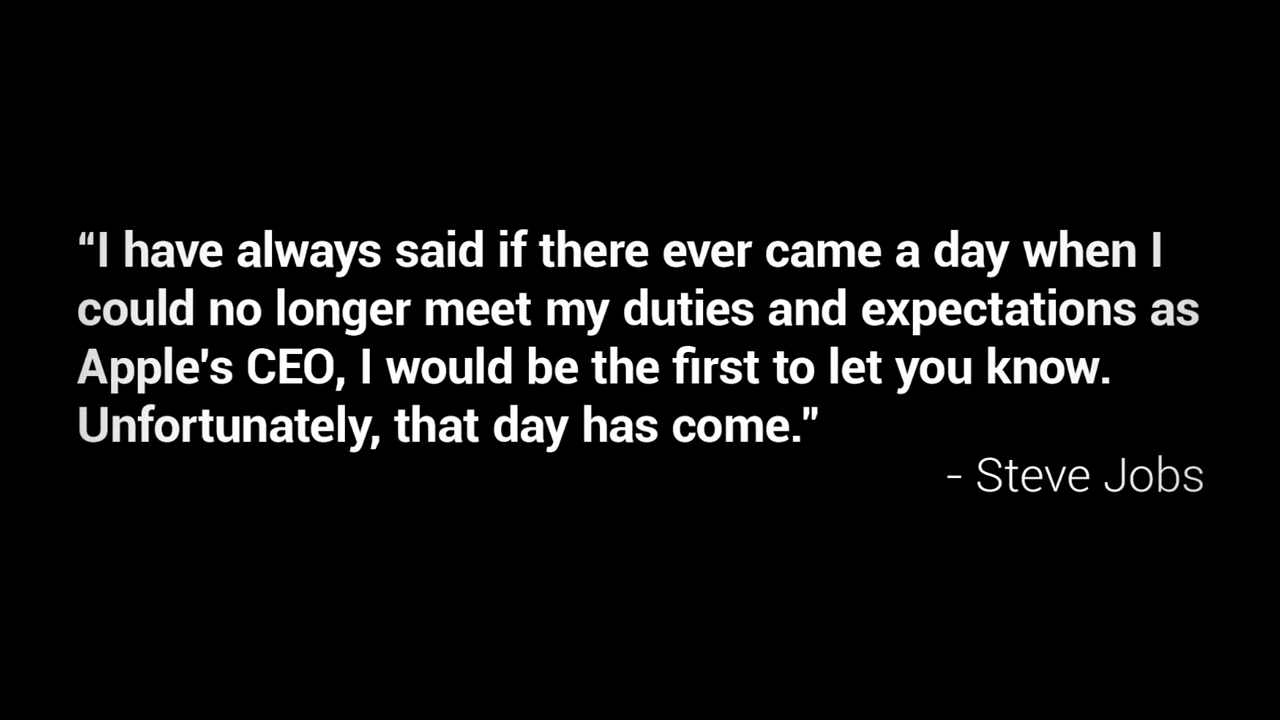 “I have always said if there ever came a day when I
could no longer meet my duties and expectations as
Apple's CEO, I would be the first to let you know.
Unfortunately, that day has come.”
- Steve Jobs